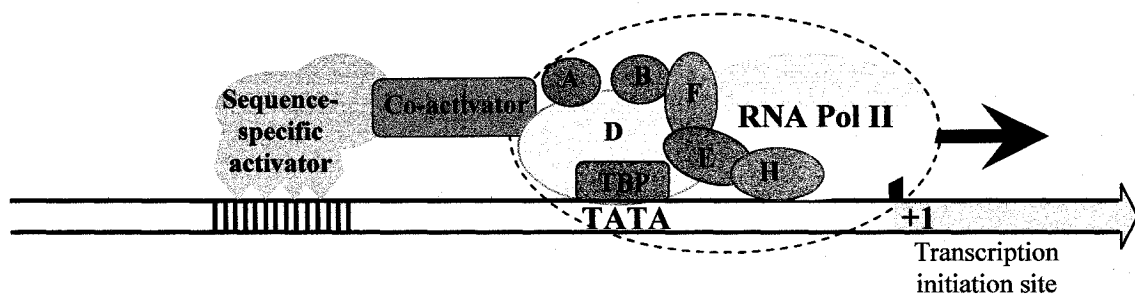 Sequence-
specific
activator
Co-activator
A
B
F
D
RNA Pol II
E
H
TBP
TATA
+1
Transcription
initiation site